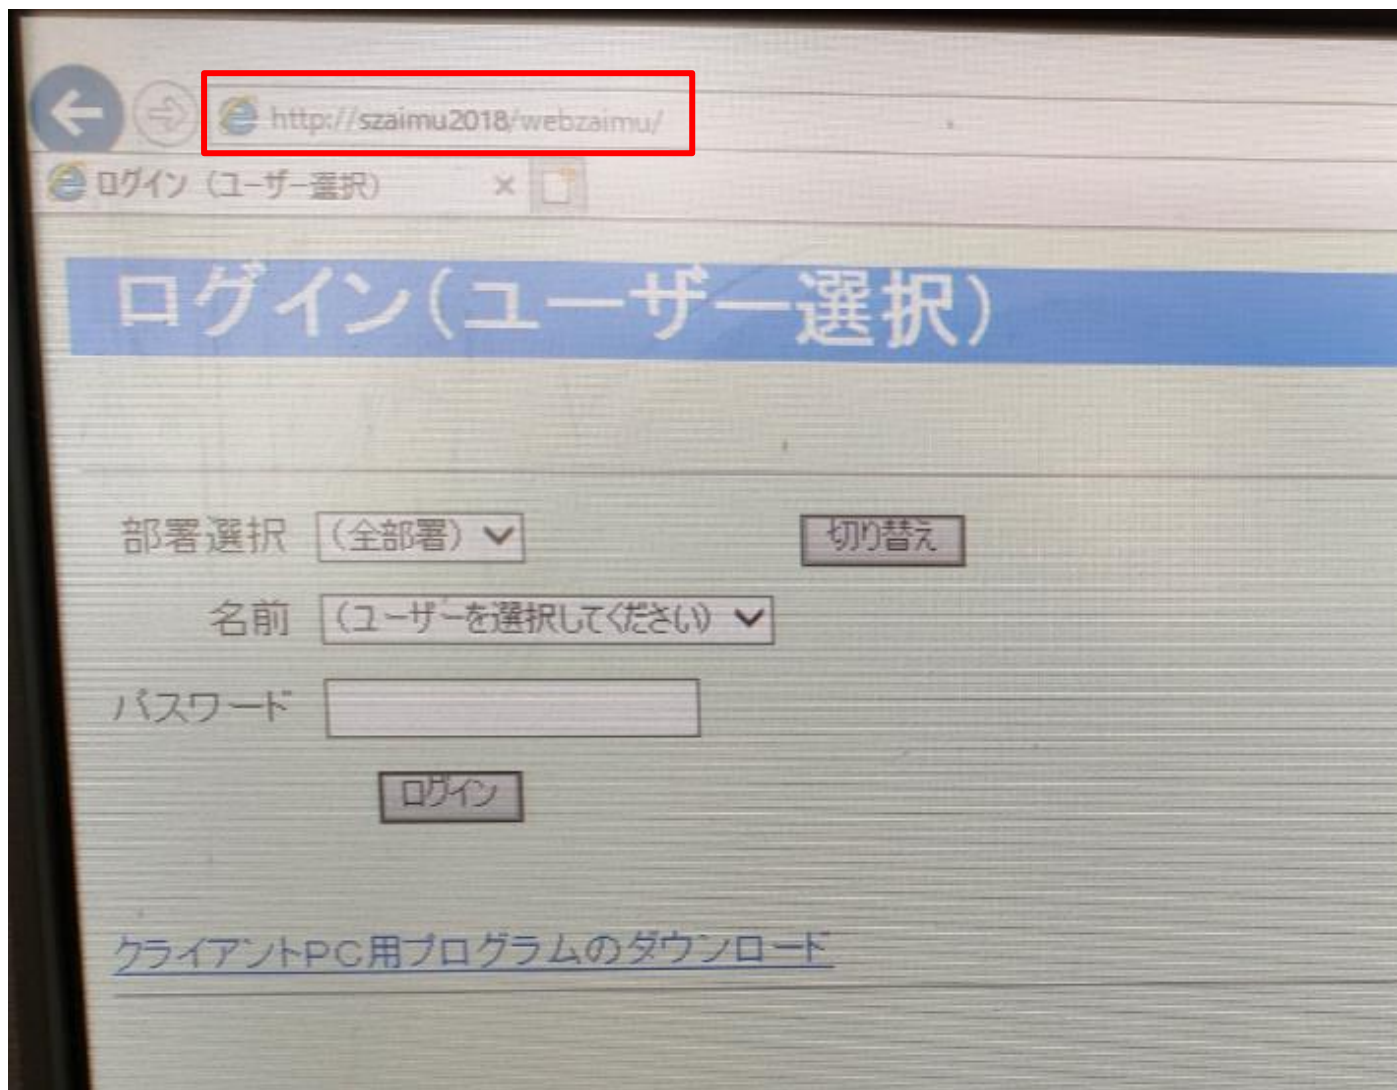 http://szaimu2018/webzaimu/
ログイン（ユーザー選択）
ログイン（ユーザー選択）
部署選択 （全部署） 切り替え
名前 （ユーザーを選択してください）
パスワード
ログイン
クライアントPC用プログラムのダウンロード